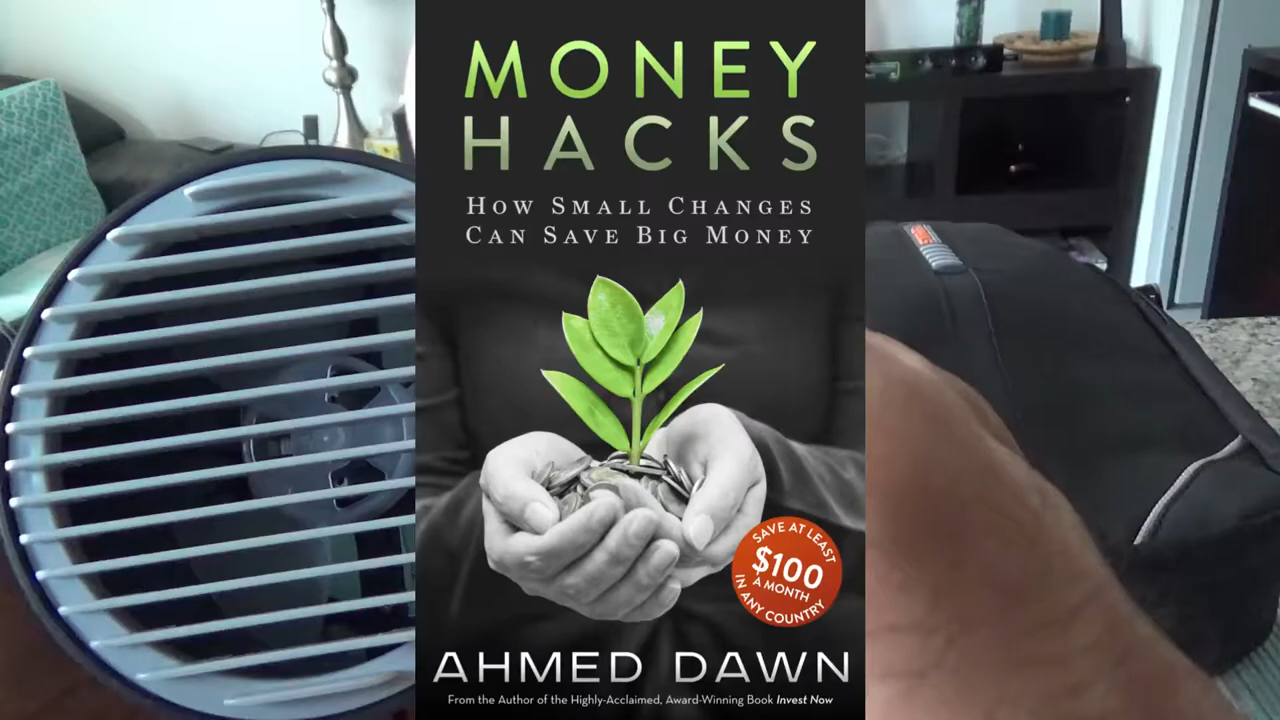 MONEY
HACKS
HOW SMALL CHANGES
CAN SAVE BIG MONEY
SAVE AT LEAST
$100
A MONTH
IN ANY COUNTRY
AHMED DAWN
From the Author of the Highly-Acclaimed, Award-Winning Book Invest Now